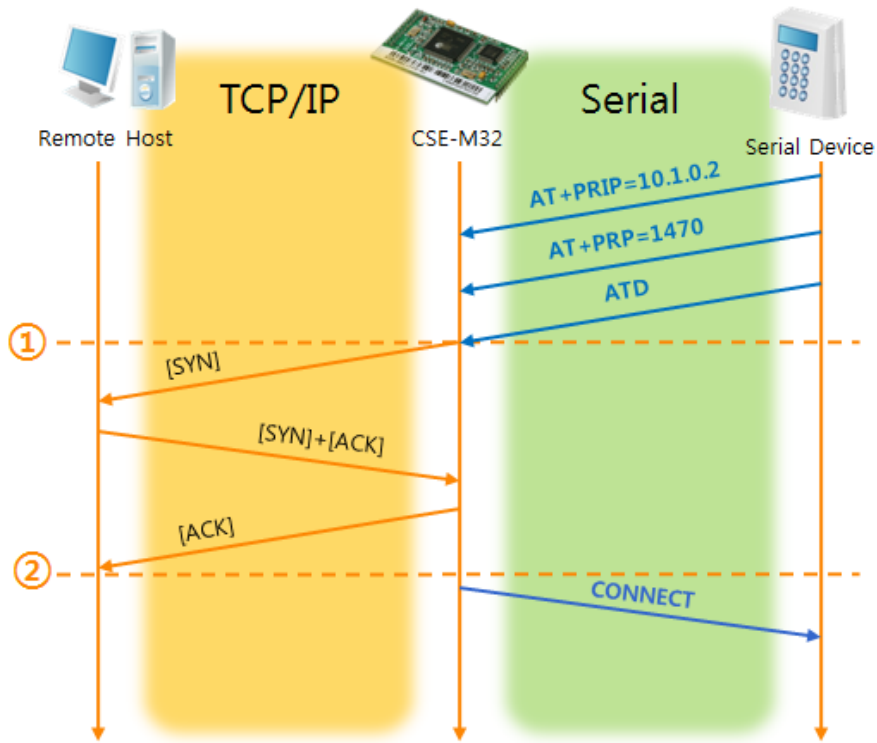 TCP/IP
Serial
Remote Host
CSE-M32
Serial Device
AT+PRIP=10.1.0.2
AT+PRP=1470
ATD
①
[SYN]
[SYN]+[ACK]
[ACK]
②
CONNECT